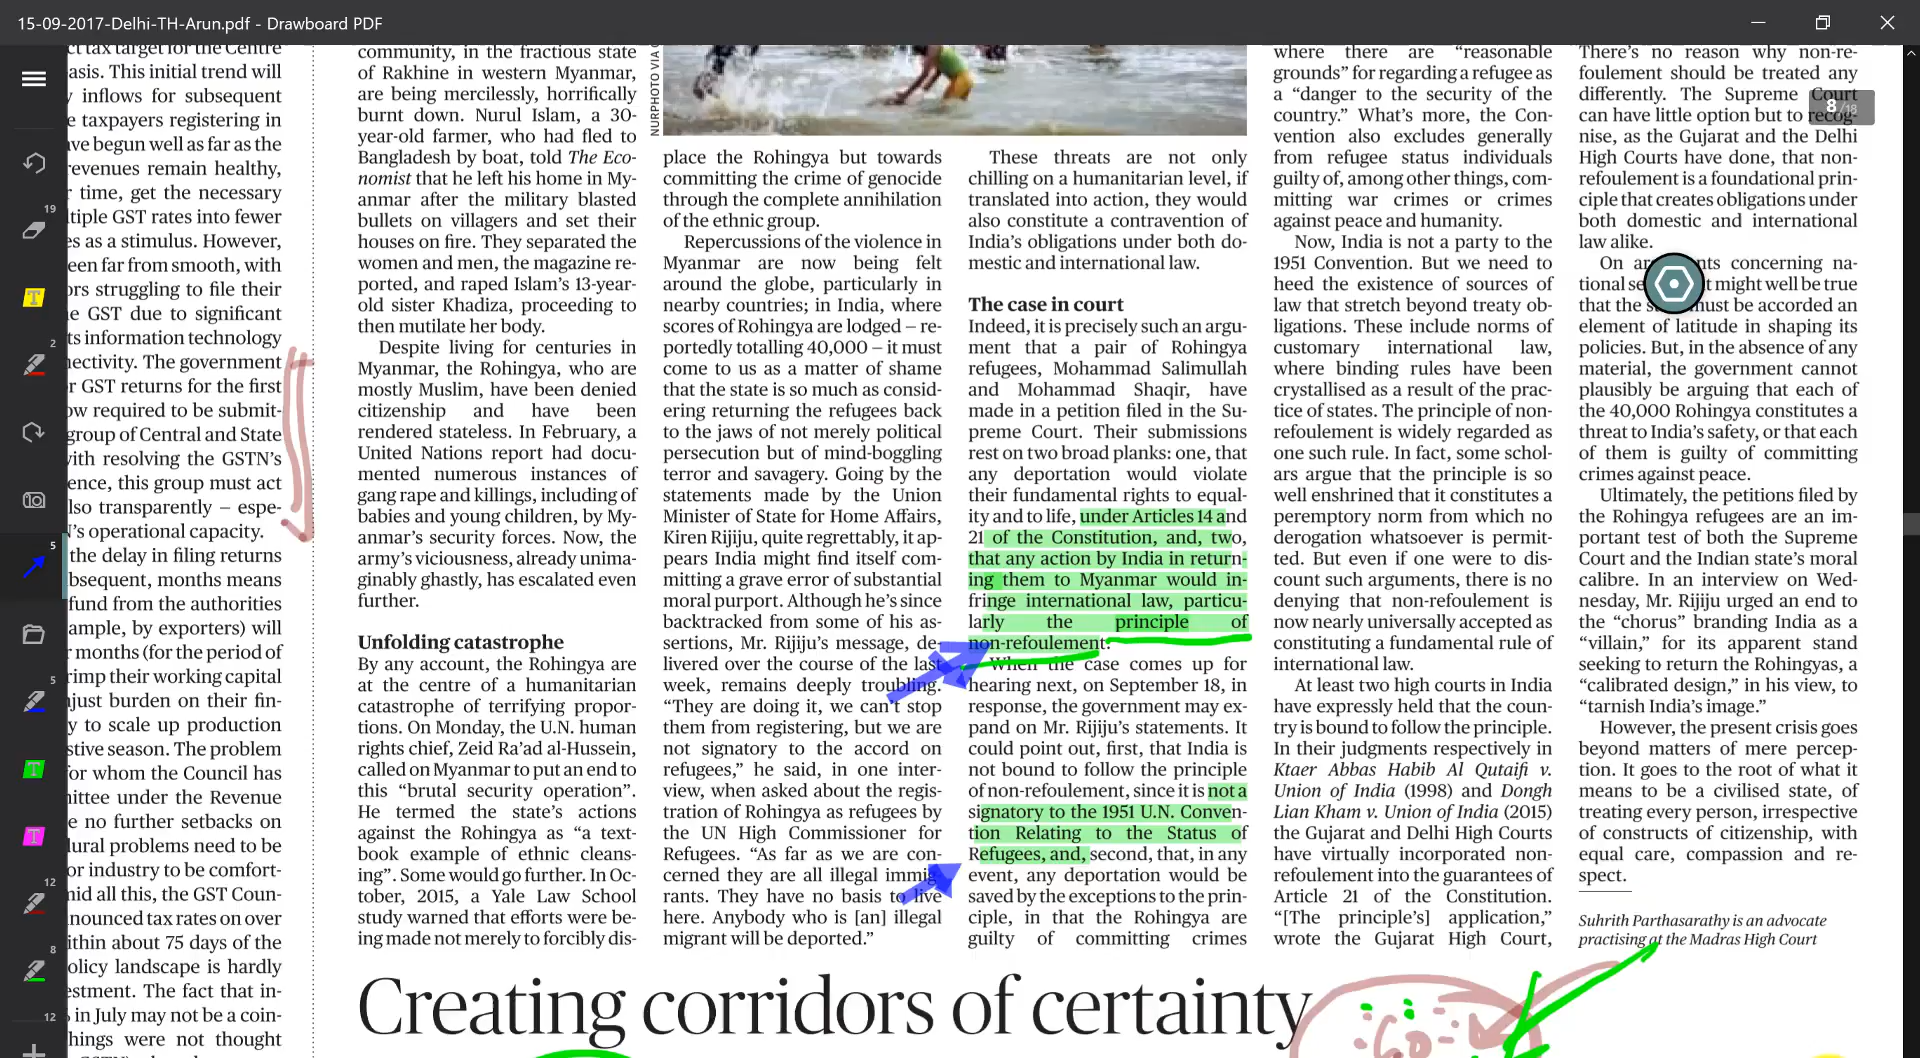 15-09-2017-Delhi-TH-Arun.pdf - Drawboard PDF
19
2
5
5
12
8
12
8/18
ct tax target for the Centre
asis. This initial trend will
inflows for subsequent
e taxpayers registering in
ve begun well as far as the
revenues remain healthy,
r time, get the necessary
ltiple GST rates into fewer
es as a stimulus. However,
een far from smooth, with
ors struggling to file their
e GST due to significant
ts information technology
nectivity. The government
r GST returns for the first
ow required to be submit-
group of Central and State
with resolving the GSTN's
ence, this group must act
lso transparently – espe-
N's operational capacity.
the delay in filing returns
bsequent, months means
fund from the authorities
ample, by exporters) will
r months (for the period of
rimp their working capital
njust burden on their fin-
y to scale up production
stive season. The problem
for whom the Council has
mittee under the Revenue
e no further setbacks on
lural problems need to be
or industry to be comfort-
mid all this, the GST Coun-
nounced tax rates on over
ithin about 75 days of the
olicy landscape is hardly
estment. The fact that in-
in July may not be a coin-
hings were not thought
community, in the fractious state
of Rakhine in western Myanmar,
are being mercilessly, horrifically
burnt down. Nurul Islam, a 30-
year-old farmer, who had fled to
Bangladesh by boat, told The Eco-
nomist that he left his home in My-
anmar after the military blasted
bullets on villagers and set their
houses on fire. They separated the
women and men, the magazine re-
ported, and raped Islam's 13-year-
old sister Khadiza, proceeding to
then mutilate her body.
Despite living for centuries in
Myanmar, the Rohingya, who are
mostly Muslim, have been denied
citizenship and have been
rendered stateless. In February, a
United Nations report had docu-
mented numerous instances of
gang rape and killings, including of
babies and young children, by My-
anmar's security forces. Now, the
army's viciousness, already unima-
ginably ghastly, has escalated even
further.
Unfolding catastrophe
By any account, the Rohingya are
at the centre of a humanitarian
catastrophe of terrifying propor-
tions. On Monday, the U.N. human
rights chief, Zeid Ra'ad al-Hussein,
called on Myanmar to put an end to
this “brutal security operation”.
He termed the state's actions
against the Rohingya as “a text-
book example of ethnic cleans-
ing”. Some would go further. In Oc-
tober, 2015, a Yale Law School
study warned that efforts were be-
ing made not merely to forcibly dis-
NURPHOTO VIA
place the Rohingya but towards
committing the crime of genocide
through the complete annihilation
of the ethnic group.
Repercussions of the violence in
Myanmar are now being felt
around the globe, particularly in
nearby countries; in India, where
scores of Rohingya are lodged – re-
portedly totalling 40,000 – it must
come to us as a matter of shame
that the state is so much as consid-
ering returning the refugees back
to the jaws of not merely political
persecution but of mind-boggling
terror and savagery. Going by the
statements made by the Union
Minister of State for Home Affairs,
Kiren Rijiju, quite regrettably, it ap-
pears India might find itself com-
mitting a grave error of substantial
moral purport. Although he's since
backtracked from some of his as-
sertions, Mr. Rijiju's message, de-
livered over the course of the last
week, remains deeply troubling.
“They are doing it, we can't stop
them from registering, but we are
not signatory to the accord on
refugees,” he said, in one inter-
view, when asked about the regis-
tration of Rohingya as refugees by
the UN High Commissioner for
Refugees. “As far as we are con-
cerned they are all illegal immig-
rants. They have no basis to live
here. Anybody who is [an] illegal
migrant will be deported.”
These threats are not only
chilling on a humanitarian level, if
translated into action, they would
also constitute a contravention of
India's obligations under both do-
mestic and international law.
The case in court
Indeed, it is precisely such an argu-
ment that a pair of Rohingya
refugees, Mohammad Salimullah
and Mohammad Shaqir, have
made in a petition filed in the Su-
preme Court. Their submissions
rest on two broad planks: one, that
any deportation would violate
their fundamental rights to equal-
ity and to life, under Articles 14 and
21 of the Constitution, and, two,
that any action by India in return-
ing them to Myanmar would in-
fringe international law, particu-
larly the principle of
non-refoulement.
When the case comes up for
hearing next, on September 18, in
response, the government may ex-
pand on Mr. Rijiju's statements. It
could point out, first, that India is
not bound to follow the principle
of non-refoulement, since it is not a
signatory to the 1951 U.N. Conven-
tion Relating to the Status of
Refugees, and, second, that, in any
event, any deportation would be
saved by the exceptions to the prin-
ciple, in that the Rohingya are
guilty of committing crimes
where there are “reasonable
grounds” for regarding a refugee as
a “danger to the security of the
country.” What's more, the Con-
vention also excludes generally
from refugee status individuals
guilty of, among other things, com-
mitting war crimes or crimes
against peace and humanity.
Now, India is not a party to the
1951 Convention. But we need to
heed the existence of sources of
law that stretch beyond treaty ob-
ligations. These include norms of
customary international law,
where binding rules have been
crystallised as a result of the prac-
tice of states. The principle of non-
refoulement is widely regarded as
one such rule. In fact, some schol-
ars argue that the principle is so
well enshrined that it constitutes a
peremptory norm from which no
derogation whatsoever is permit-
ted. But even if one were to dis-
count such arguments, there is no
denying that non-refoulement is
now nearly universally accepted as
constituting a fundamental rule of
international law.
At least two high courts in India
have expressly held that the coun-
try is bound to follow the principle.
In their judgments respectively in
Ktaer Abbas Habib Al Qutaifi v.
Union of India (1998) and Dongh
Lian Kham v. Union of India (2015)
the Gujarat and Delhi High Courts
have virtually incorporated non-
refoulement into the guarantees of
Article 21 of the Constitution.
“[The principle's] application,”
wrote the Gujarat High Court,
There's no reason why non-re-
foulement should be treated any
differently. The Supreme Court
can have little option but to recog-
nise, as the Gujarat and the Delhi
High Courts have done, that non-
refoulement is a foundational prin-
ciple that creates obligations under
both domestic and international
law alike.
On ar nts concerning na-
tional se t might well be true
that the s must be accorded an
element of latitude in shaping its
policies. But, in the absence of any
material, the government cannot
plausibly be arguing that each of
the 40,000 Rohingya constitutes a
threat to India's safety, or that each
of them is guilty of committing
crimes against peace.
Ultimately, the petitions filed by
the Rohingya refugees are an im-
portant test of both the Supreme
Court and the Indian state's moral
calibre. In an interview on Wed-
nesday, Mr. Rijiju urged an end to
the “chorus” branding India as a
“villain,” for its apparent stand
seeking to return the Rohingyas, a
“calibrated design,” in his view, to
“tarnish India's image.”
However, the present crisis goes
beyond matters of mere percep-
tion. It goes to the root of what it
means to be a civilised state, of
treating every person, irrespective
of constructs of citizenship, with
equal care, compassion and re-
spect.
Suhrith Parthasarathy is an advocate
practising at the Madras High Court
Creating corridors of certainty